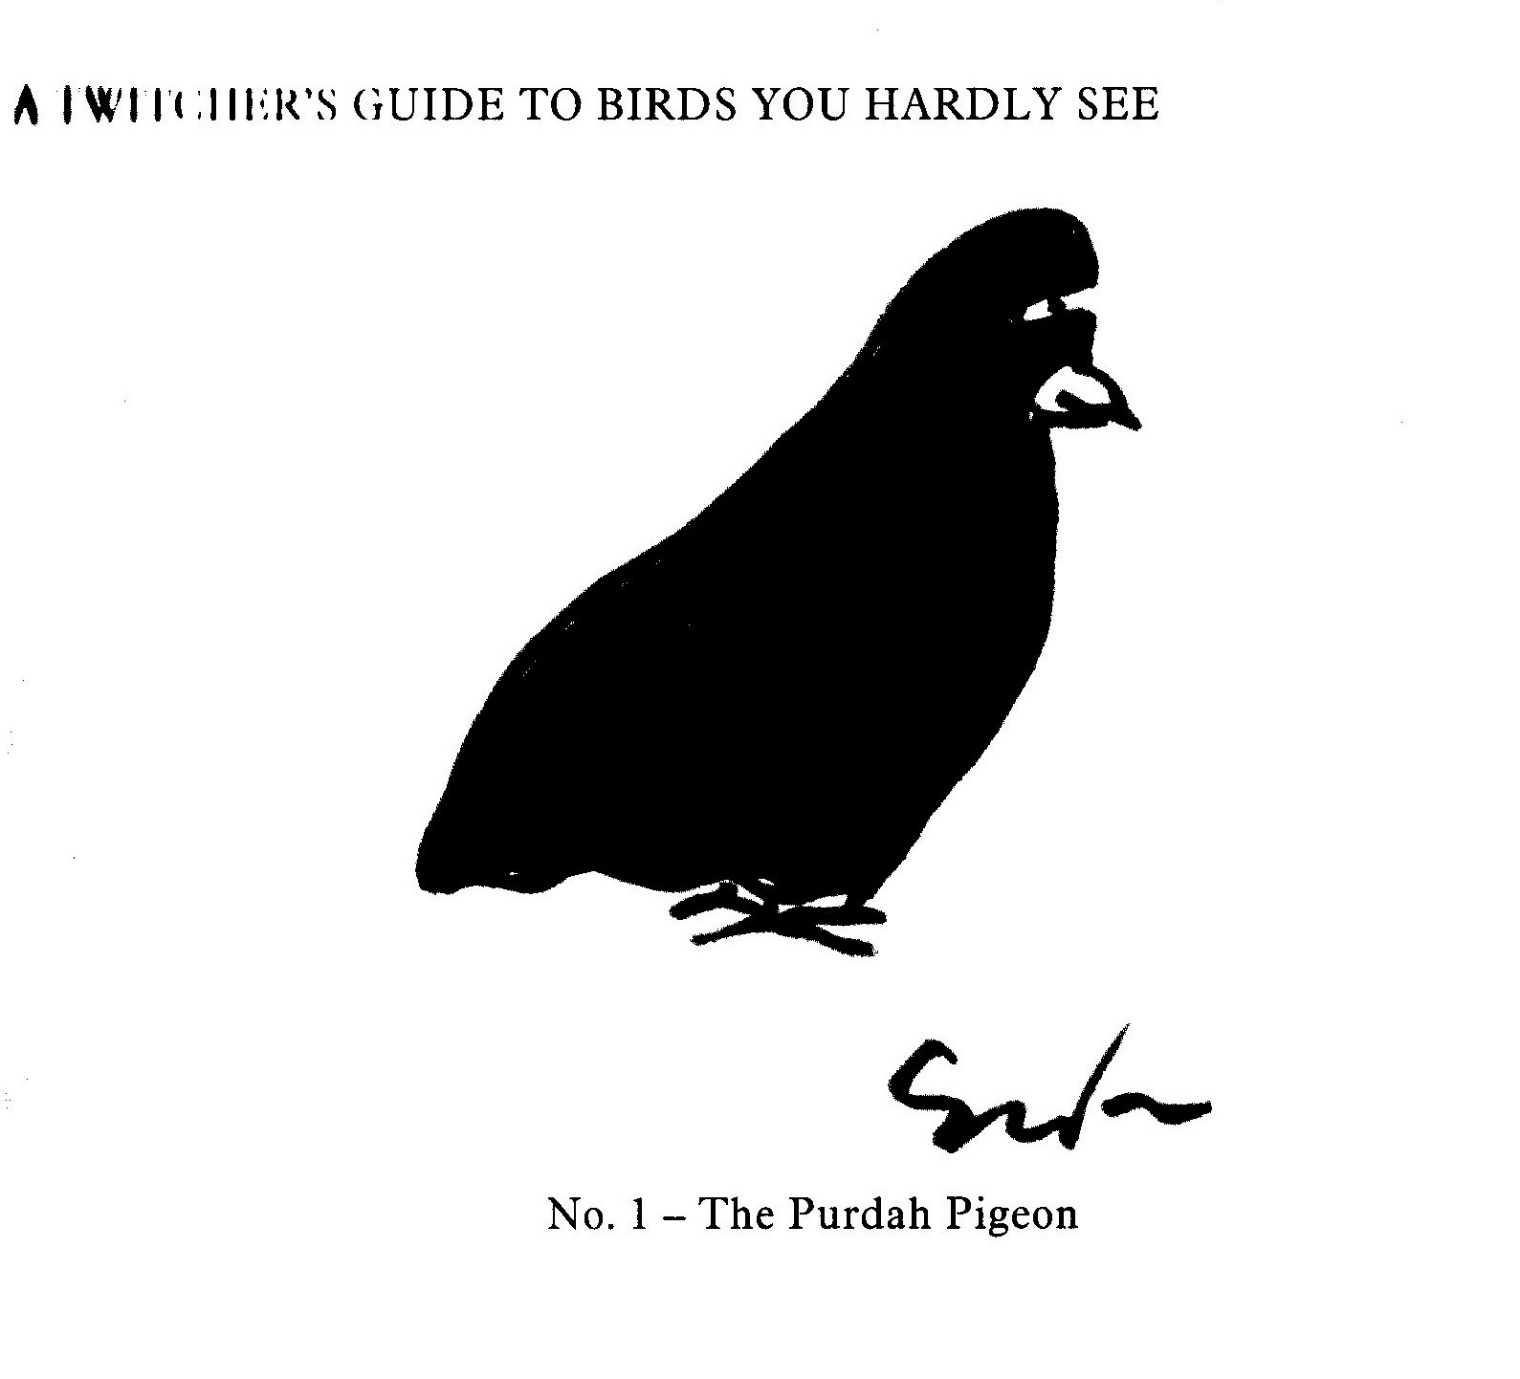 A TWITCHER'S GUIDE TO BIRDS YOU HARDLY SEE
No. 1 – The Purdah Pigeon